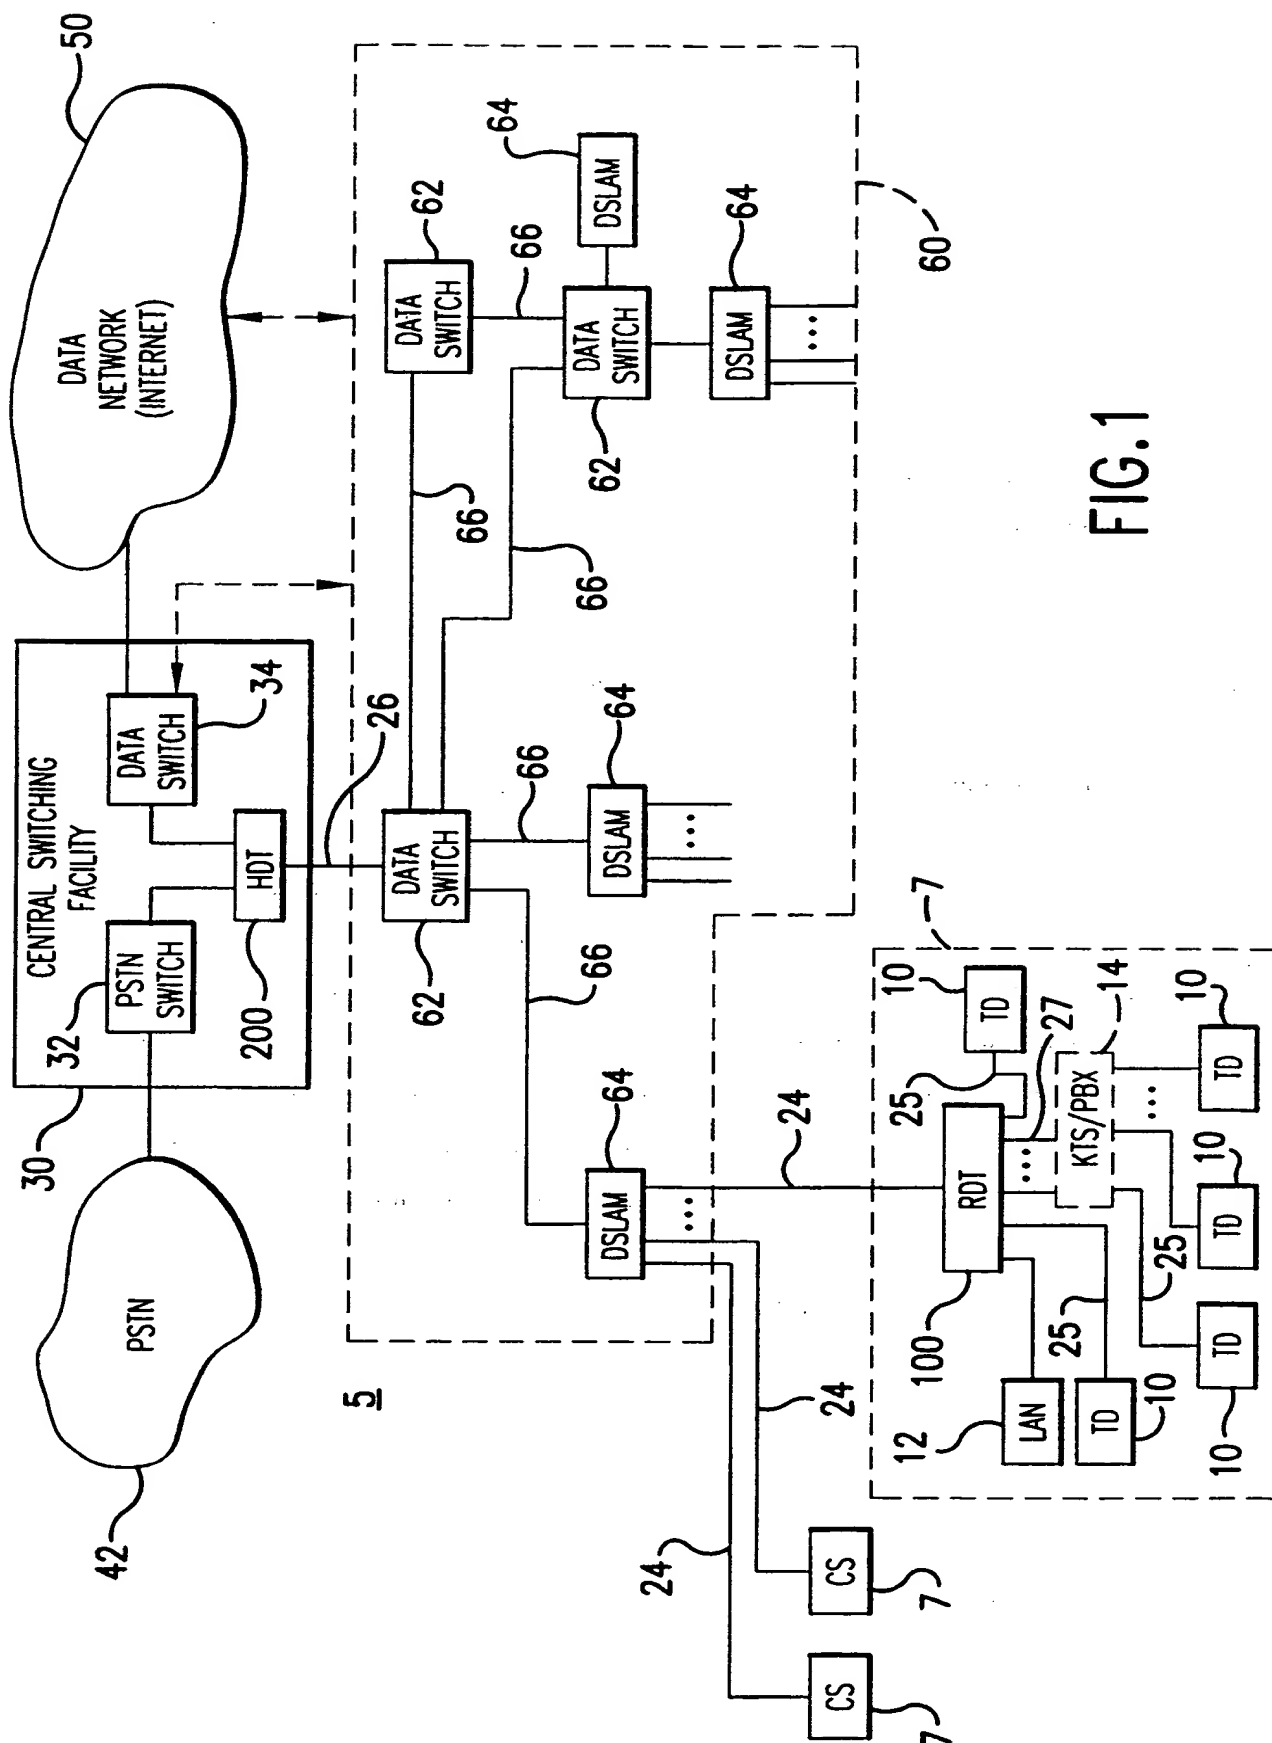 42
PSTN
30
CENTRAL SWITCHING
FACILITY
32
PSTN
SWITCH
DATA
SWITCH
34
200
HDT
DATA
NETWORK
(INTERNET)
50
5
26
62
DATA
SWITCH
DATA
SWITCH
62
66
66
66
66
66
62
DATA
SWITCH
DSLAM
64
DSLAM
64
DSLAM
64
DSLAM
64
...
...
...
60
24
24
24
CS
7
CS
7
7
100
RDT
25
TD
10
12
LAN
25
TD
10
27
...
KTS/PBX
14
25
...
10
TD
TD
10
TD
10
FIG.1